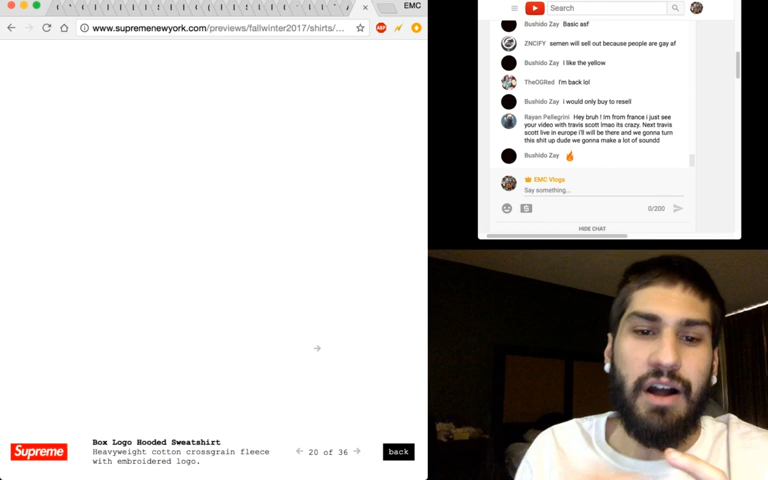 EMC
www.supremenewyork.com/previews/fallwinter2017/shirts/...
ABP
Box Logo Hooded Sweatshirt
Heavyweight cotton crossgrain fleece
with embroidered logo.
20 of 36
back
Supreme
Search
Bushido Zay Basic asf
ZNCIFY semen will sell out because people are gay af
Bushido Zay I like the yellow
TheOGRed I'm back lol
Bushido Zay i would only buy to resell
Rayan Pellegrini Hey bruh ! Im from france i just see
your video with travis scott lmao its crazy. Next travis
scott live in europe i'll will be there and we gonna turn
this shit up dude we gonna make a lot of soundd
Bushido Zay
EMC Vlogs
Say something...
0/200
HIDE CHAT